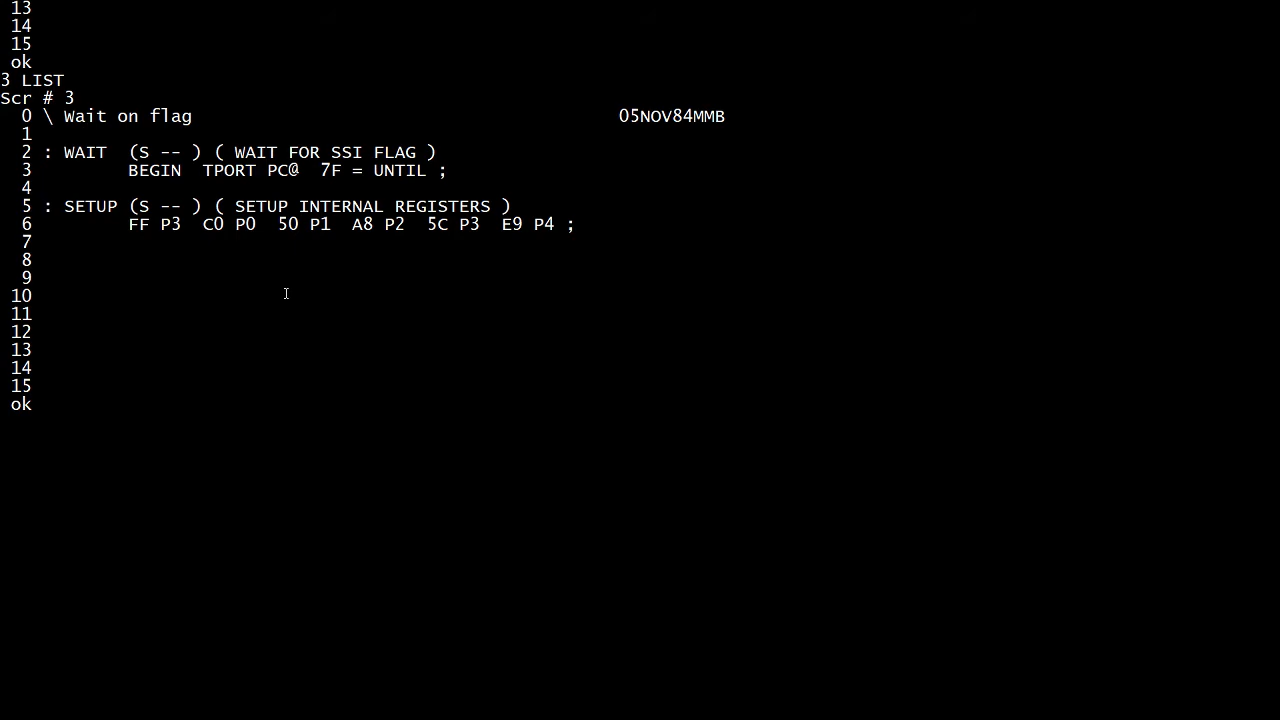 13
14
15
ok
3 LIST
Scr # 3
0 \ Wait on flag 05NOV84MMB
1
2 : WAIT (S -- ) ( WAIT FOR SSI FLAG )
3 BEGIN TPORT PC@ 7F = UNTIL ;
4
5 : SETUP (S -- ) ( SETUP INTERNAL REGISTERS )
6 FF P3 C0 P0 50 P1 A8 P2 5C P3 E9 P4 ;
7
8
9
10
11
12
13
14
15
ok